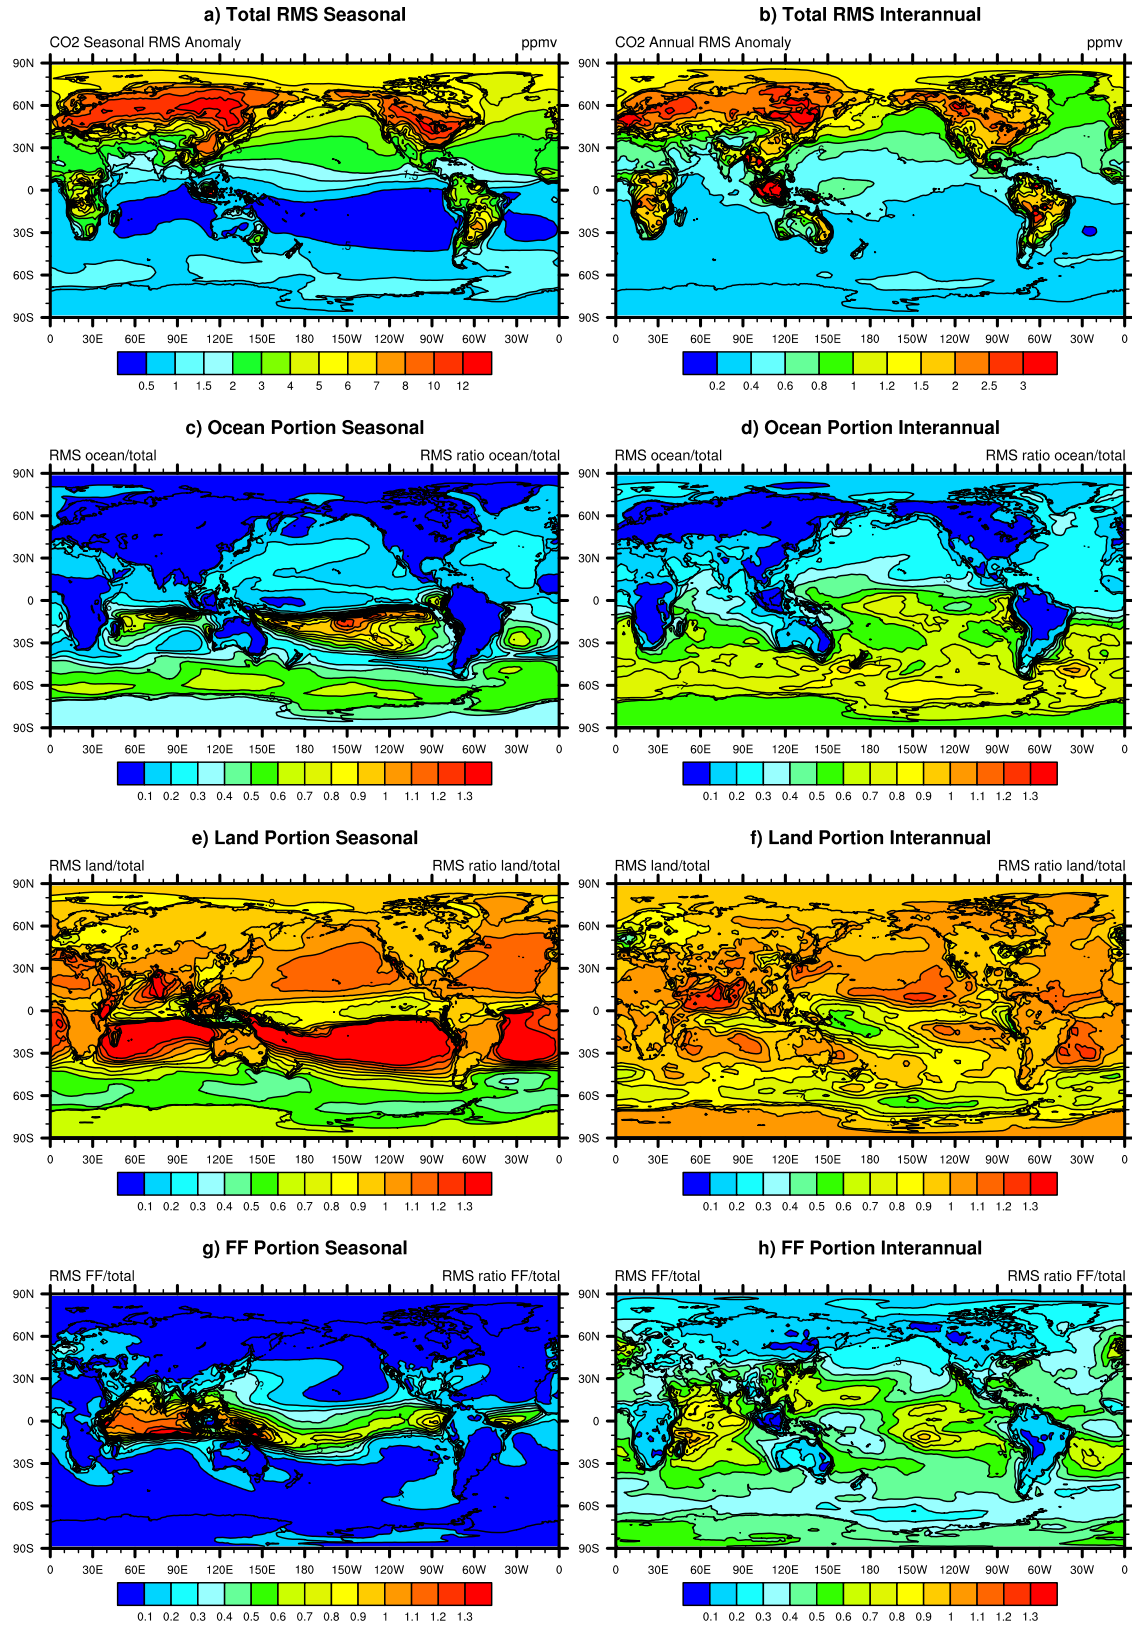 a) Total RMS Seasonal
CO2 Seasonal RMS Anomaly ppmv
90N
60N
30N
0
30S
60S
90S
0 30E 60E 90E 120E 150E 180 150W 120W 90W 60W 0
0.5 1 1.5 2 3 4 5 6 7 8 10 12
b) Total RMS Interannual
CO2 Annual RMS Anomaly ppmv
90N
60N
30N
0
30S
60S
90S
0 30E 60E 90E 120E 150E 180 150W 120W 90W 60W 30W 0
0.2 0.4 0.6 0.8 1 1.2 1.5 2 2.5 3
c) Ocean Portion Seasonal
RMS ocean/total RMS ratio ocean/total
90N
60N
30N
0
30S
60S
90S
0 30E 60E 90E 120E 150E 150W 120W 90W 30W 0
0.1 0.2 0.3 0.4 0.5 0.6 0.7 0.8 0.9 1 1.1 1.2 1.3
d) Ocean Portion Interannual
RMS ocean/total RMS ratio ocean/total
90N
60N
30N
0
30S
60S
90S
0 30E 60E 90E 120E 150E 180 150W 120W 90W 60W 30W 0
0.1 0.2 0.3 0.4 0.5 0.6 0.7 0.8 0.9 1 1.1 1.2 1.3
e) Land Portion Seasonal
RMS land/total RMS ratio land/total
90N
60N
30N
0
30S
60S
90S
0 30E 60E 90E 120E 150E 180 150W 120W 90W 60W 30W 0
0.1 0.2 0.3 0.4 0.5 0.6 0.7 0.8 0.9 1 1.1 1.2 1.3
f) Land Portion Interannual
RMS land/total RMS ratio land/total
90N
60N
30N
0
30S
60S
90S
0 30E 60E 90E 120E 150E 180 150W 120W 90W 60W 30W 0
0.1 0.2 0.3 0.4 0.5 0.6 0.7 0.8 0.9 1 1.1 1.2 1.3
g) FF Portion Seasonal
RMS FF/total RMS ratio FF/total
90N
60N
30N
0
30S
60S
90S
0 30E 60E 90E 120E 150E 180 150W 120W 90W 60W 30W 0
0.1 0.2 0.3 0.4 0.5 0.6 0.7 0.8 0.9 1 1.1 1.2 1.3
h) FF Portion Interannual
RMS FF/total RMS ratio FF/total
90N
60N
30N
0
30S
60S
90S
0 30E 60E 90E 120E 150E 180 150W 120W 90W 60W 30W 0
0.1 0.2 0.3 0.4 0.5 0.6 0.7 0.8 0.9 1 1.1 1.2 1.3